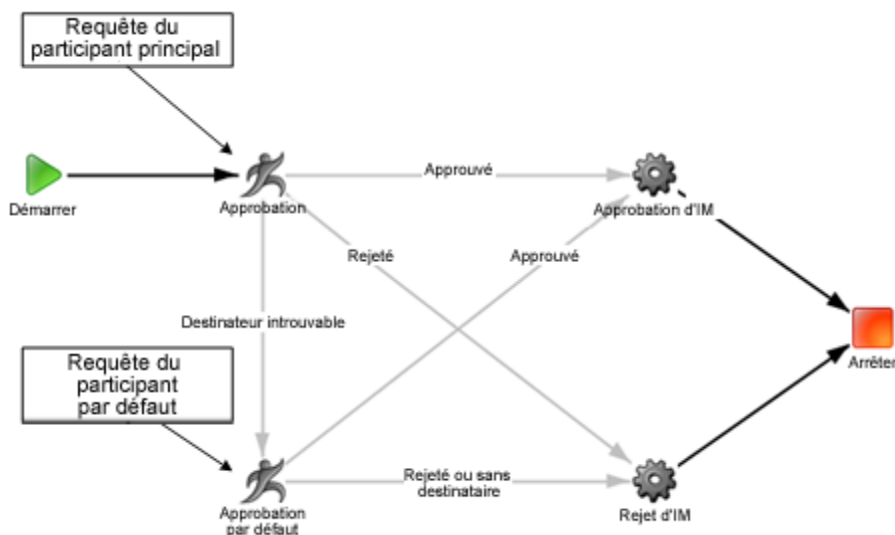 Requête du
participant principal
Démarrer
Approbation
Approuvé
Approbation d'IM
Rejeté
Approuvé
Destinateur introuvable
Arrêter
Requête du
participant
par défaut
Approbation
par défaut
Rejeté ou sans
destinataire
Rejet d'IM